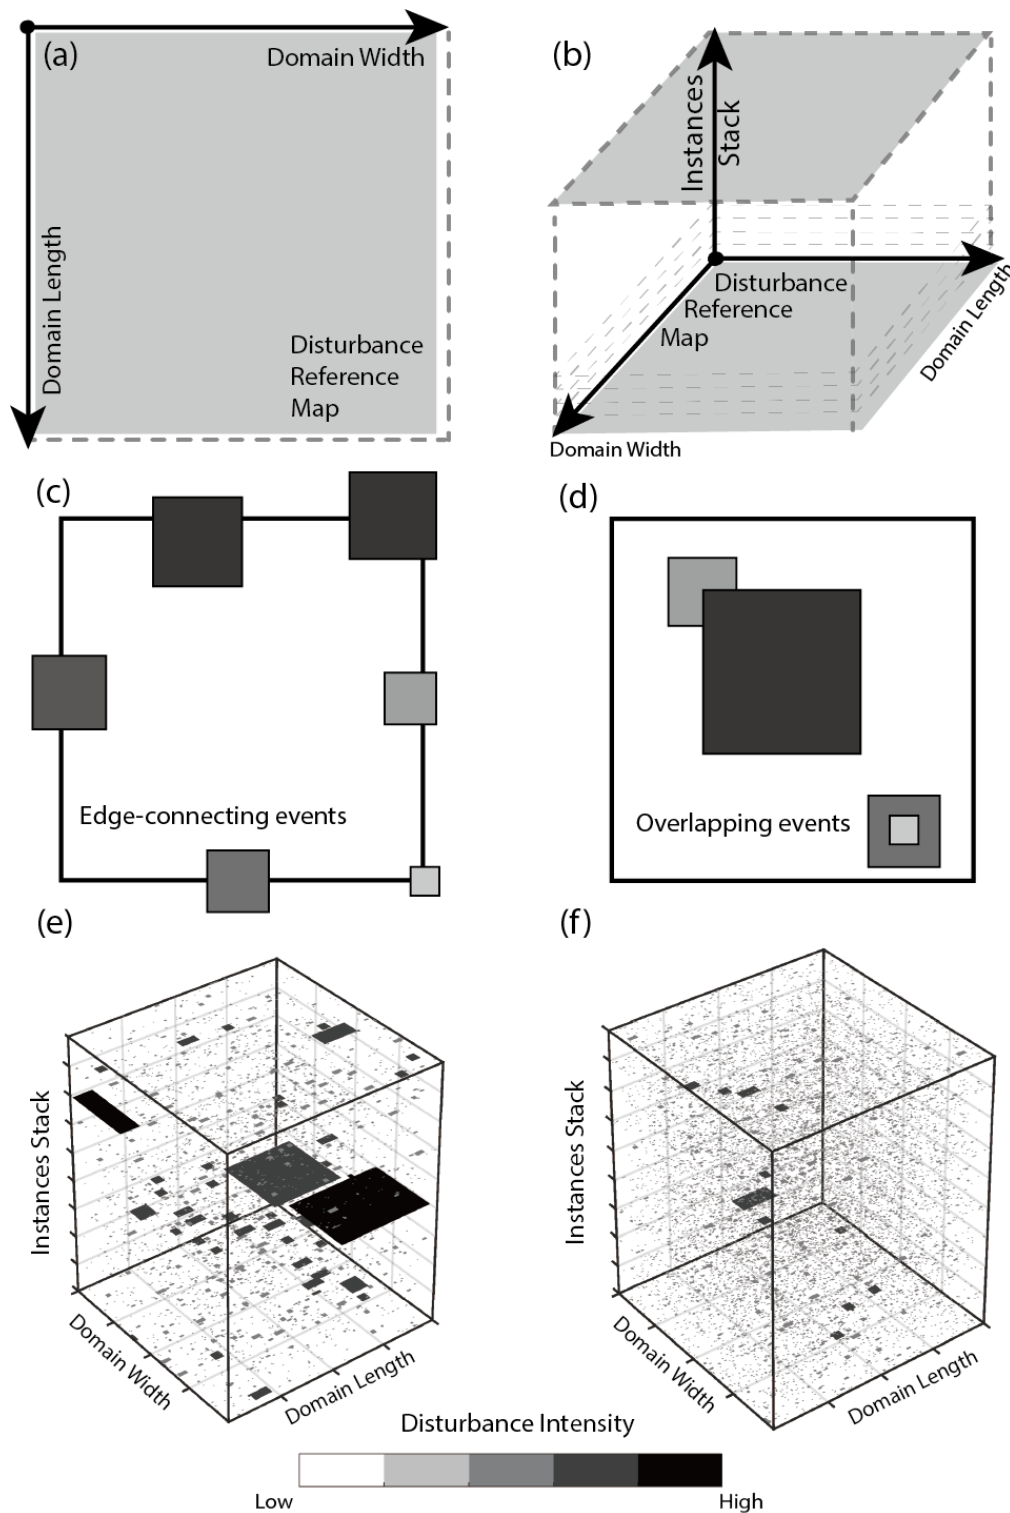 (a)
Domain Width
Domain Length
Disturbance
Reference
Map
(b)
Instances
Stack
Disturbance
Reference
Map
Domain Length
Domain Width
(c)
Edge-connecting events
(d)
Overlapping events
(e)
Instances Stack
Domain Width
Domain Length
(f)
Instances Stack
Domain Width
Domain Length
Disturbance Intensity
Low
High